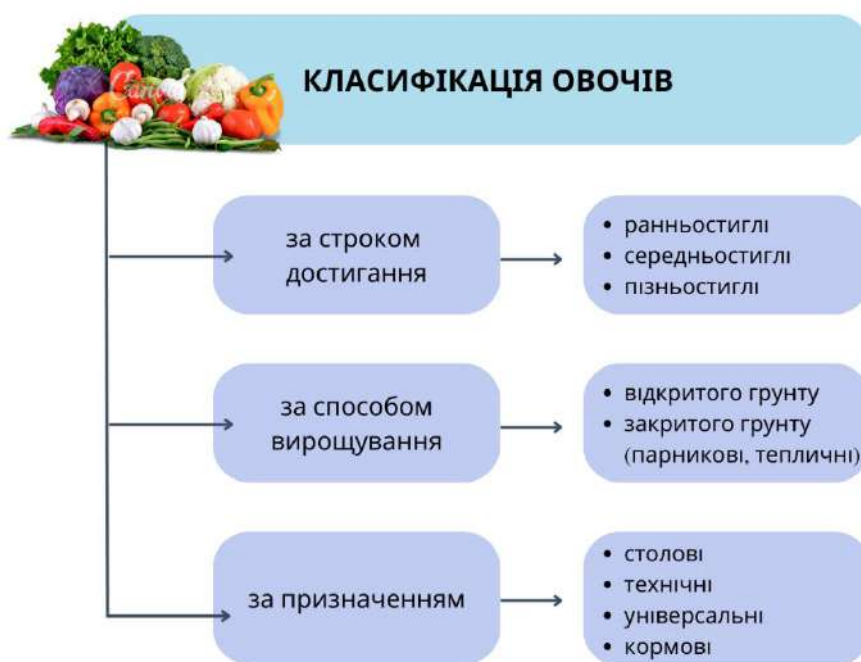 КЛАСИФІКАЦІЯ ОВОЧІВ
за строком
достигання
• ранньостиглі
• середньостиглі
• пізньостиглі
за способом
вирощування
• відкритого грунту
• закритого грунту
(парникові, тепличні)
за призначенням
• столові
• технічні
• універсальні
• кормові